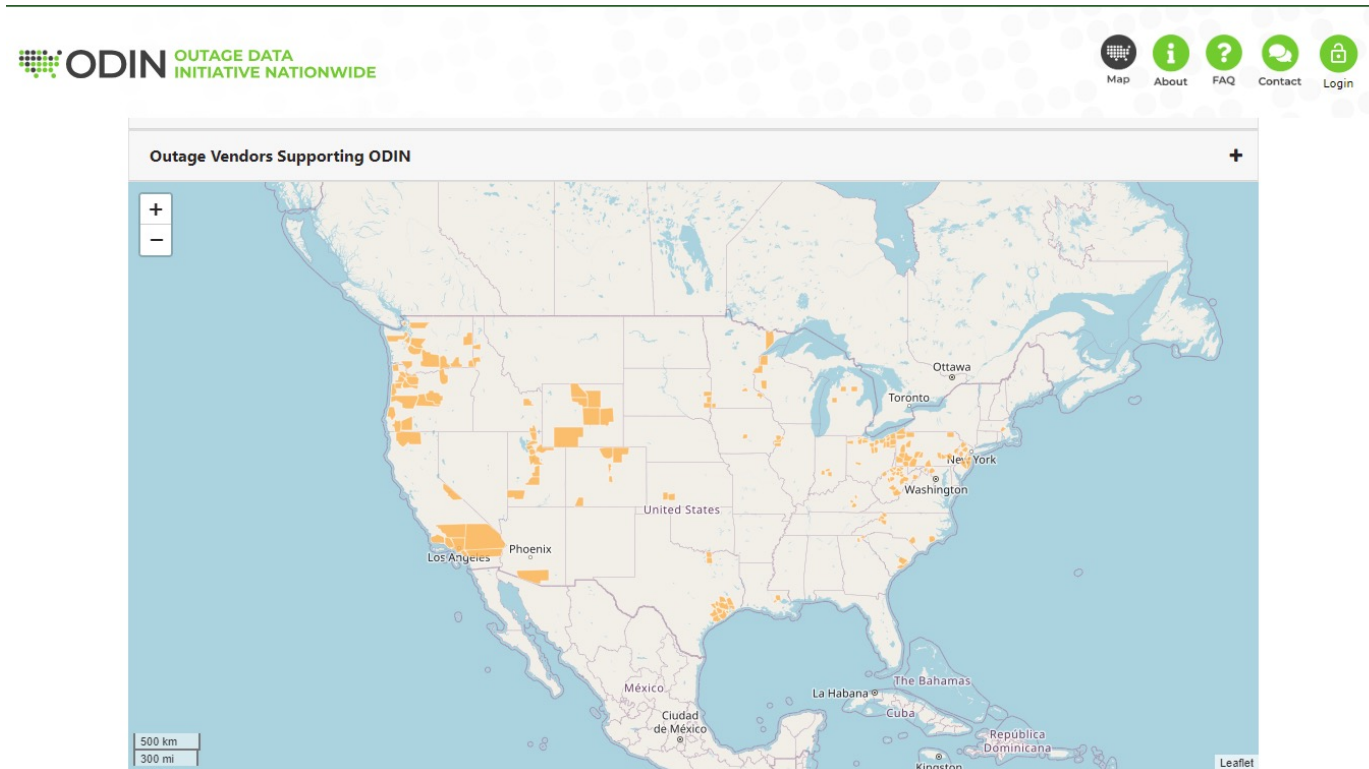 ODIN
OUTAGE DATA
INITIATIVE NATIONWIDE
Map
About
FAQ
Contact
Login
Outage Vendors Supporting ODIN
+
+
−
Ottawa
Toronto
New York
Washington
United States
Phoenix
Los Angeles
México
La Habana
The Bahamas
Cuba
Ciudad
de México
República
Dominicana
Kingston
500 km
300 mi
Leaflet